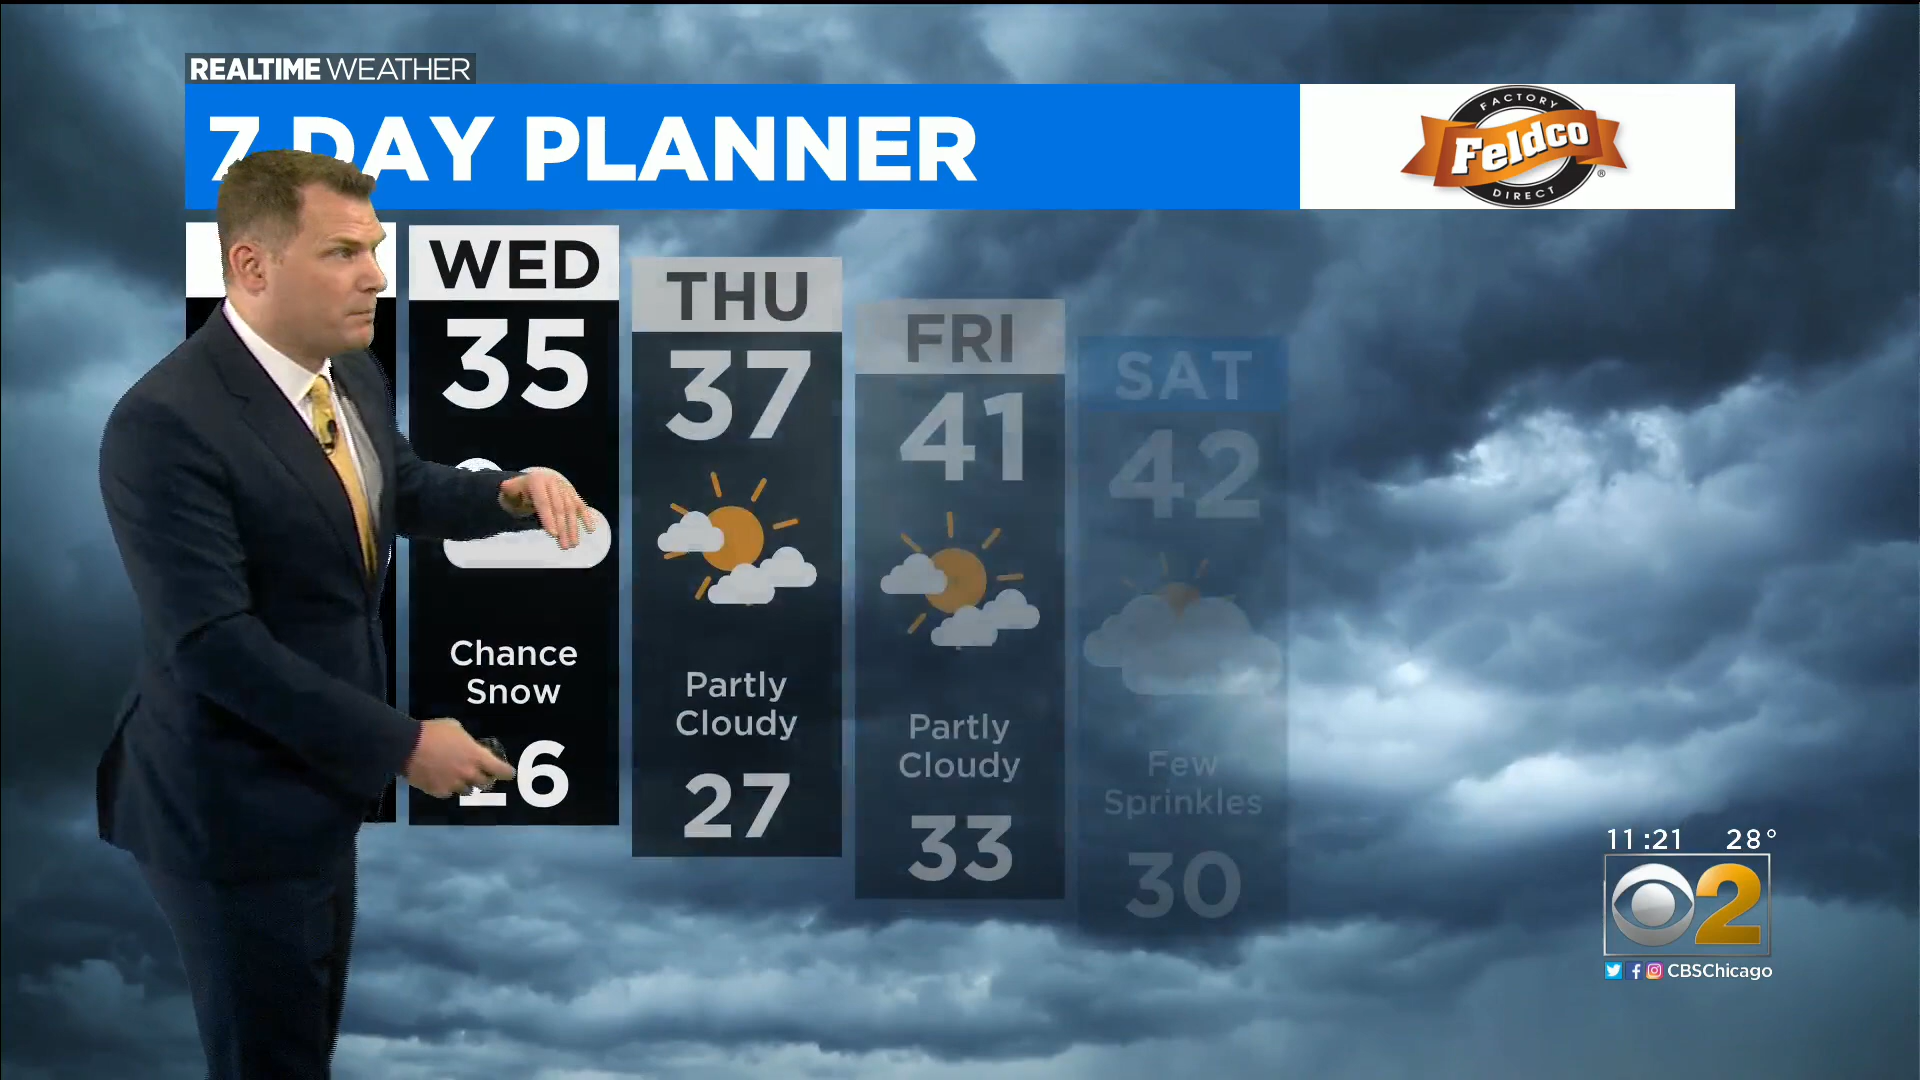 REALTIME WEATHER
7 DAY PLANNER
FACTORY
Feldco
®
DIRECT
WED
35
Chance
Snow
THU
37
Partly
Cloudy
27
FRI
41
Partly
Cloudy
33
SAT
42
Few
Sprinkles
30
11:21 28°
2
CBSChicago